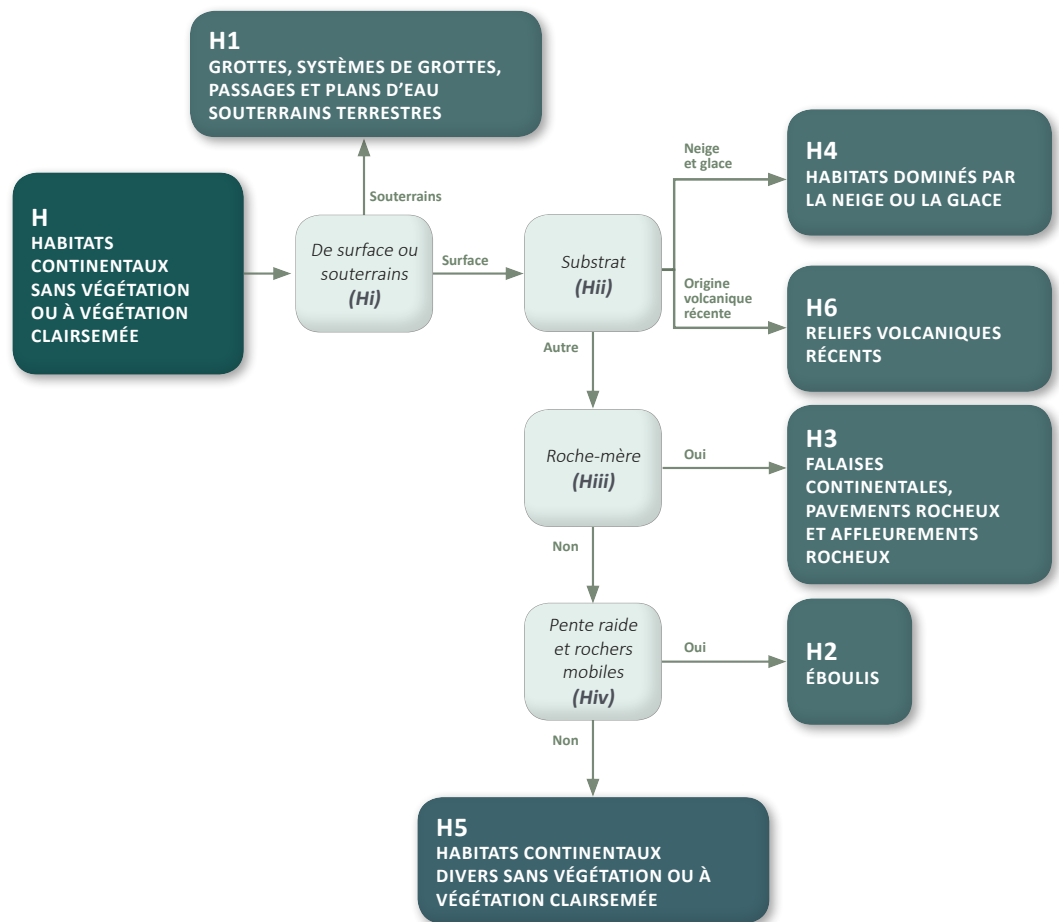 H1
GROTTES, SYSTÈMES DE GROTTES,
PASSAGES ET PLANS D'EAU
SOUTERRAINS TERRESTRES
Neige
et glace
H4
HABITATS DOMINÉS PAR
LA NEIGE OU LA GLACE
H
HABITATS
CONTINENTAUX
SANS VÉGÉTATION
OU À VÉGÉTATION
CLAIRSEMÉE
Souterrains
De surface ou
souterrains
(Hi)
Surface
Substrat
(Hii)
Origine
volcanique
récente
H6
RELIEFS VOLCANIQUES
RÉCENTS
Autre
Roche-mère
(Hiii)
Oui
H3
FALAISES
CONTINENTALES,
PAVEMENTS ROCHEUX
ET AFFLEUREMENTS
ROCHEUX
Non
Pente raide
et rochers
mobiles
(Hiv)
Oui
H2
ÉBOULIS
Non
H5
HABITATS CONTINENTAUX
DIVERS SANS VÉGÉTATION OU À
VÉGÉTATION CLAIRSEMÉE